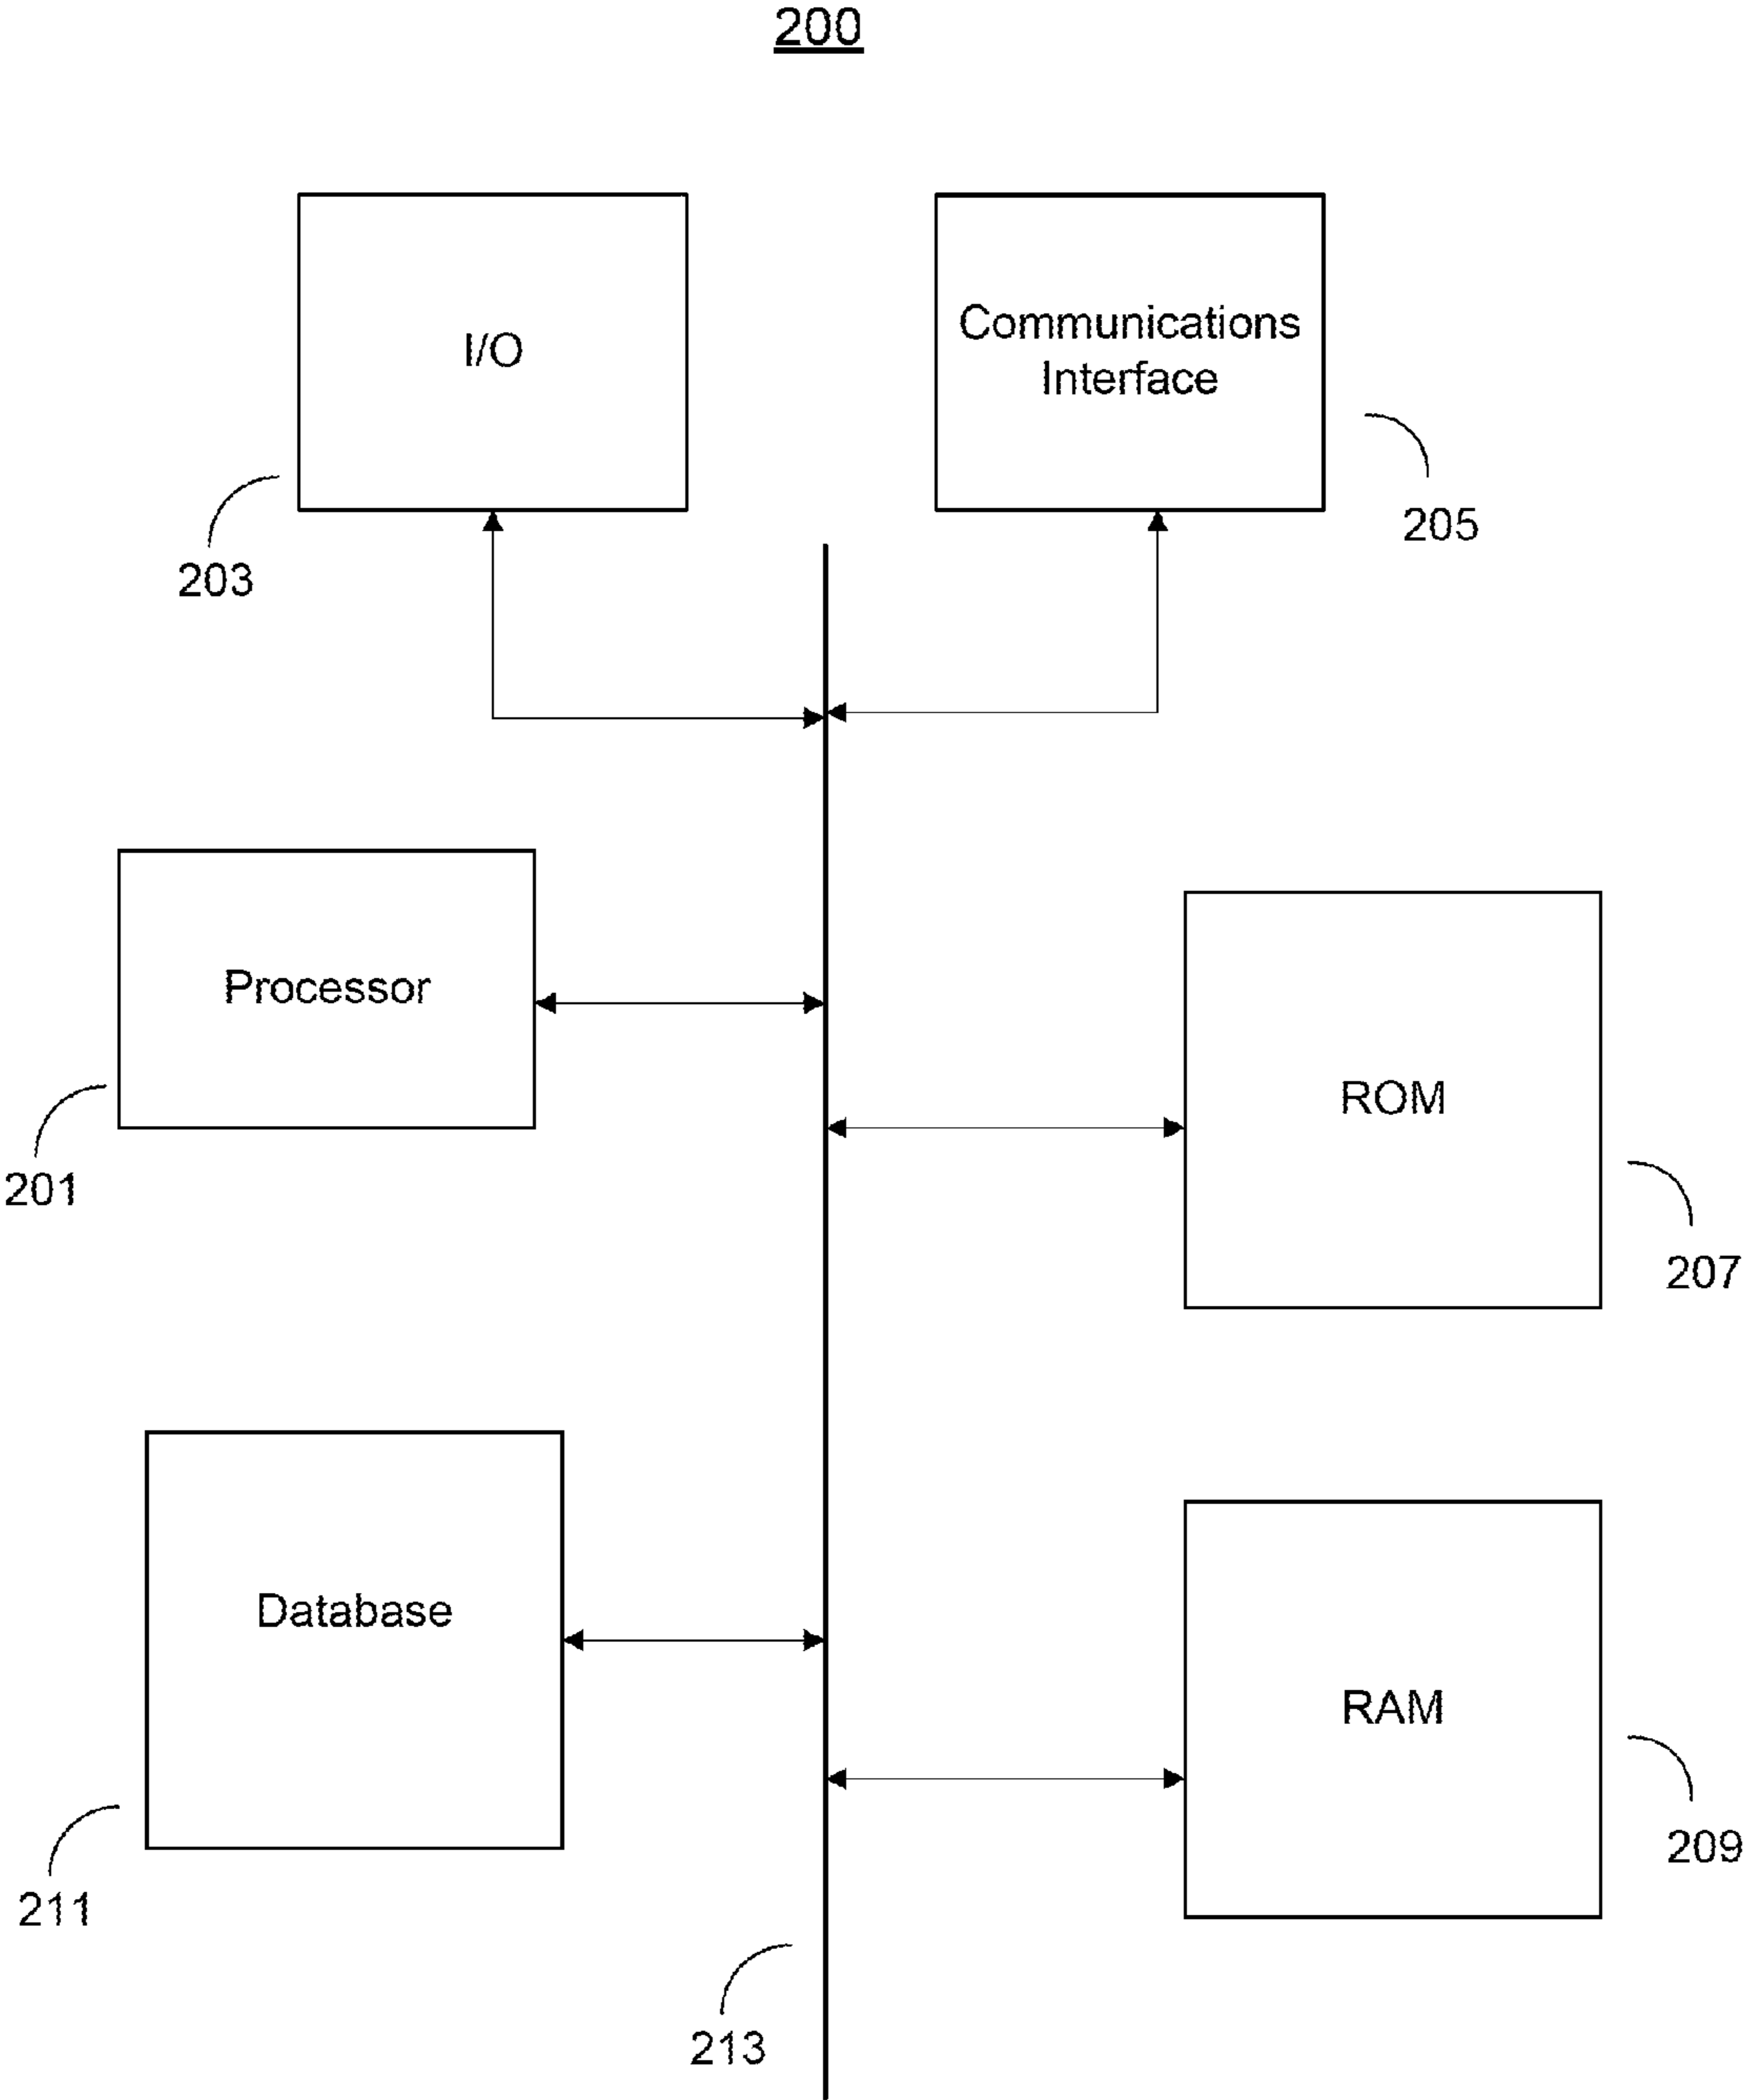 200
I/O
Communications
Interface
203
205
Processor
ROM
201
207
Database
RAM
209
211
213